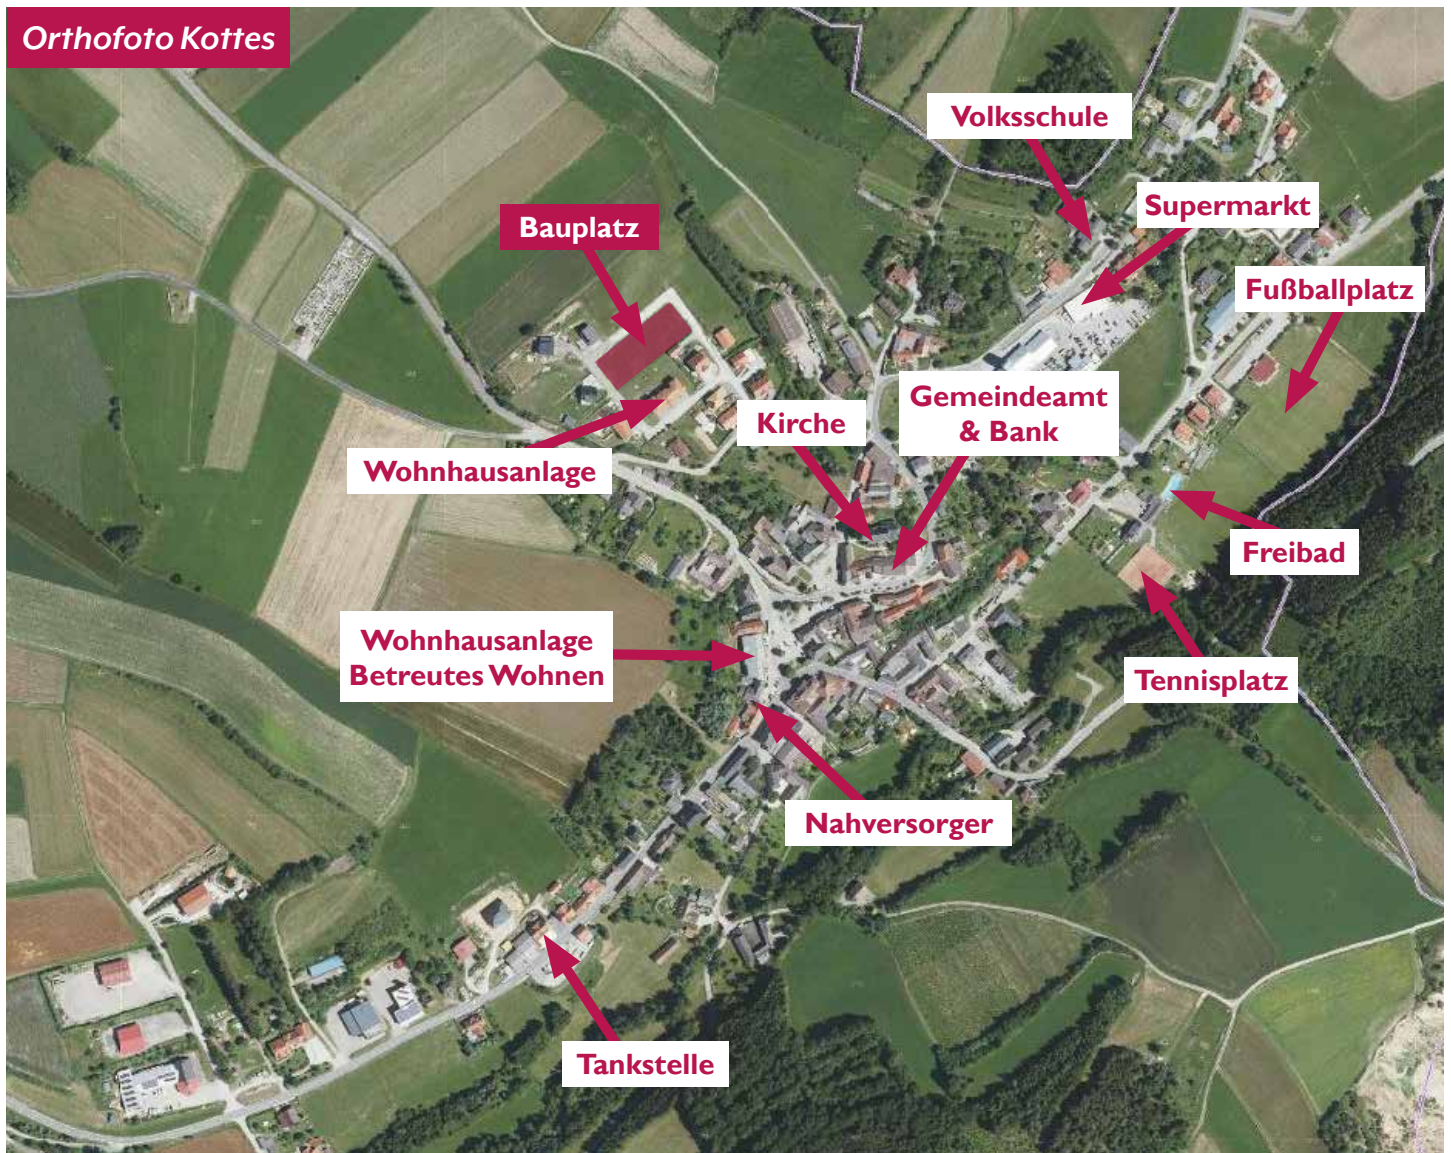 Orthofoto Kottes
Volksschule
Supermarkt
Bauplatz
Fußballplatz
Gemeindeamt
& Bank
Kirche
Wohnhausanlage
Freibad
Wohnhausanlage
Betreutes Wohnen
Tennisplatz
Nahversorger
Tankstelle